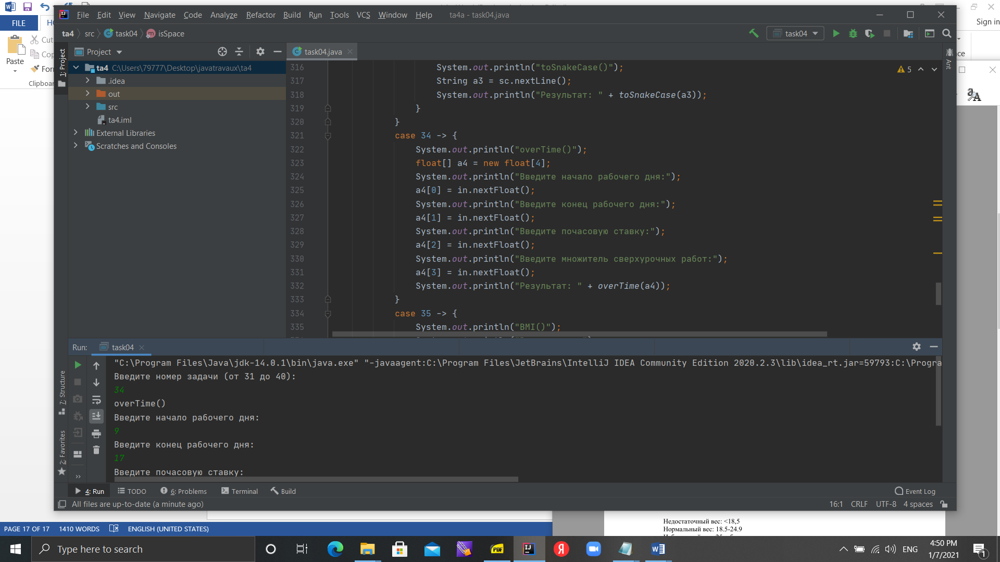 FILE
Sign in
Cut
Paste
Clipboar
File Edit View Navigate Code Analyze Refactor Build Run Tools VCS Window Help ta4a - task04.java
ta4 src task04 isSpace
task04
1: Project
Project
task04.java
ta4 C:\Users\79777\Desktop\javatravaux\ta4
.idea
out
src
ta4.iml
External Libraries
Scratches and Consoles
5
Ant
316 System.out.println("toSnakeCase()");
317 String a3 = sc.nextLine();
318 System.out.println("Результат: " + toSnakeCase(a3));
319 }
320 }
321 case 34 -> {
322 System.out.println("overTime()");
323 float[] a4 = new float[4];
324 System.out.println("Введите начало рабочего дня:");
325 a4[0] = in.nextFloat();
326 System.out.println("Введите конец рабочего дня:");
327 a4[1] = in.nextFloat();
328 System.out.println("Введите почасовую ставку:");
329 a4[2] = in.nextFloat();
330 System.out.println("Введите множитель сверхурочных работ:");
331 a4[3] = in.nextFloat();
332 System.out.println("Результат: " + overTime(a4));
333 }
334 case 35 -> {
335 System.out.println("BMI()");
Run: task04
"C:\Program Files\Java\jdk-14.0.1\bin\java.exe" "-javaagent:C:\Program Files\JetBrains\IntelliJ IDEA Community Edition 2020.2.3\lib\idea_rt.jar=59793:C:\Progra
Введите номер задачи (от 31 до 40):
34
overTime()
Введите начало рабочего дня:
9
Введите конец рабочего дня:
17
Введите почасовую ставку:
7: Structure
2: Favorites
4: Run TODO 6: Problems Terminal Build Event Log
All files are up-to-date (a minute ago) 16:1 CRLF UTF-8 4 spaces
Недостаточный вес: <18,5
Нормальный вес: 18.5-24.9
PAGE 17 OF 17 1410 WORDS ENGLISH (UNITED STATES)
Type here to search
PDF
ENG
4:50 PM
1/7/2021
1